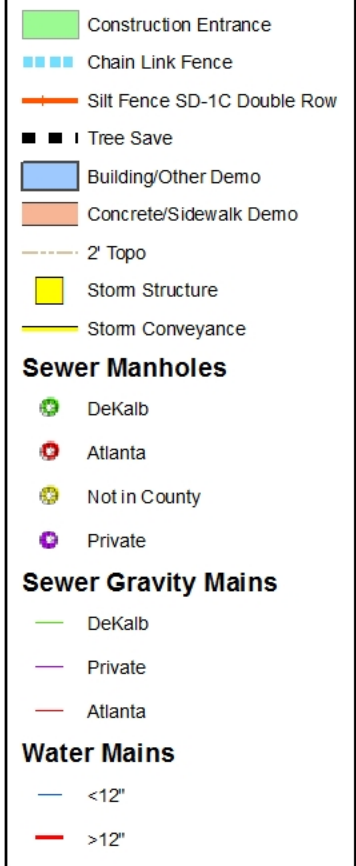 Construction Entrance
Chain Link Fence
Silt Fence SD-1C Double Row
Tree Save
Building/Other Demo
Concrete/Sidewalk Demo
2' Topo
Storm Structure
Storm Conveyance
Sewer Manholes
DeKalb
Atlanta
Not in County
Private
Sewer Gravity Mains
DeKalb
Private
Atlanta
Water Mains
<12"
>12"